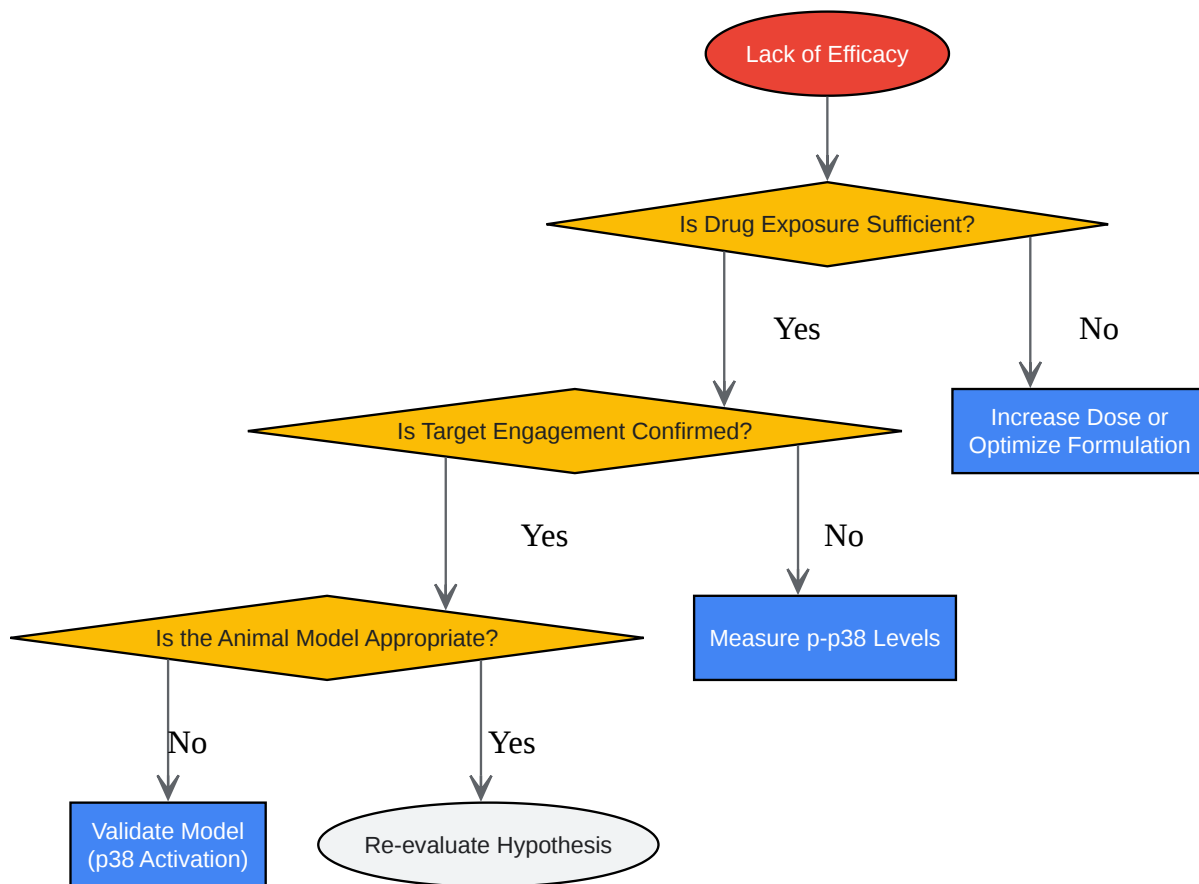 Lack of Efficacy
Is Drug Exposure Sufficient?
Yes
No
Increase Dose or
Optimize Formulation
Is Target Engagement Confirmed?
Yes
No
Measure p-p38 Levels
Is the Animal Model Appropriate?
No
Yes
Validate Model
(p38 Activation)
Re-evaluate Hypothesis